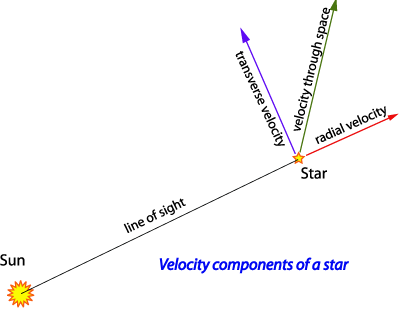 transverse velocity
velocity through space
radial velocity
Star
line of sight
Sun
Velocity components of a star